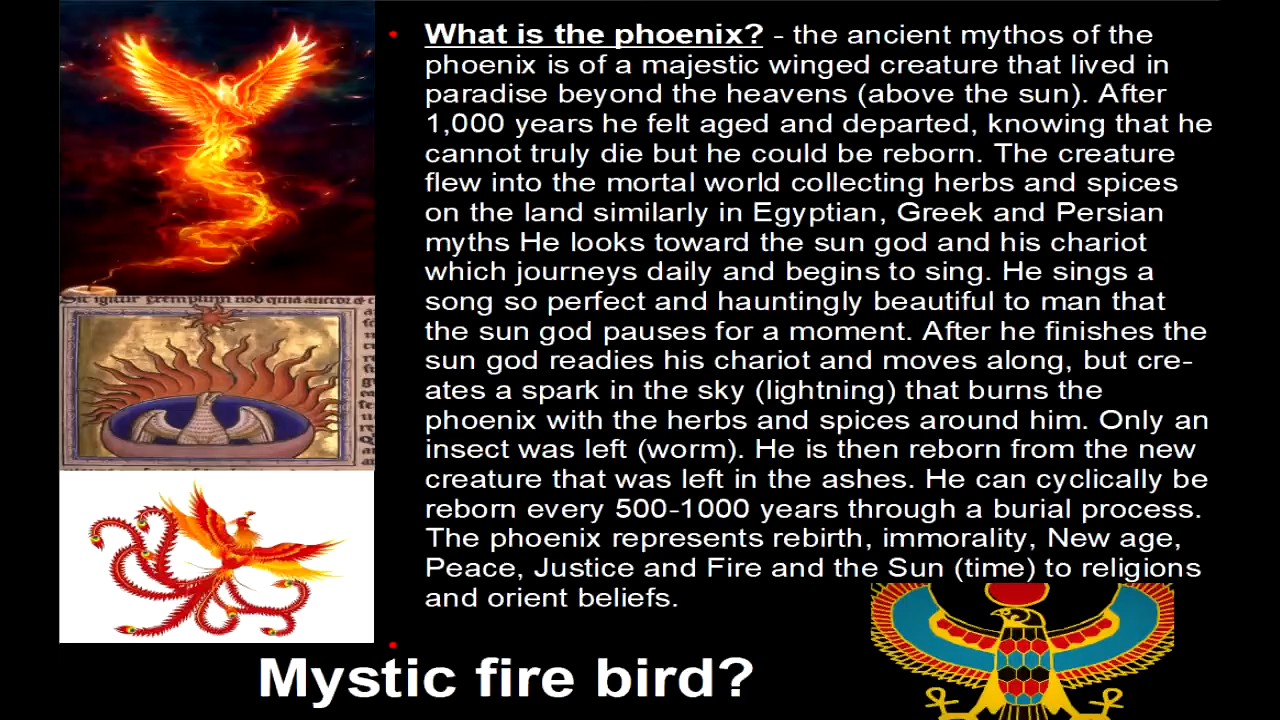 What is the phoenix? - the ancient mythos of the
phoenix is of a majestic winged creature that lived in
paradise beyond the heavens (above the sun). After
1,000 years he felt aged and departed, knowing that he
cannot truly die but he could be reborn. The creature
flew into the mortal world collecting herbs and spices
on the land similarly in Egyptian, Greek and Persian
myths He looks toward the sun god and his chariot
which journeys daily and begins to sing. He sings a
song so perfect and hauntingly beautiful to man that
the sun god pauses for a moment. After he finishes the
sun god readies his chariot and moves along, but cre-
ates a spark in the sky (lightning) that burns the
phoenix with the herbs and spices around him. Only an
insect was left (worm). He is then reborn from the new
creature that was left in the ashes. He can cyclically be
reborn every 500-1000 years through a burial process.
The phoenix represents rebirth, immorality, New age,
Peace, Justice and Fire and the Sun (time) to religions
and orient beliefs.
Mystic fire bird?